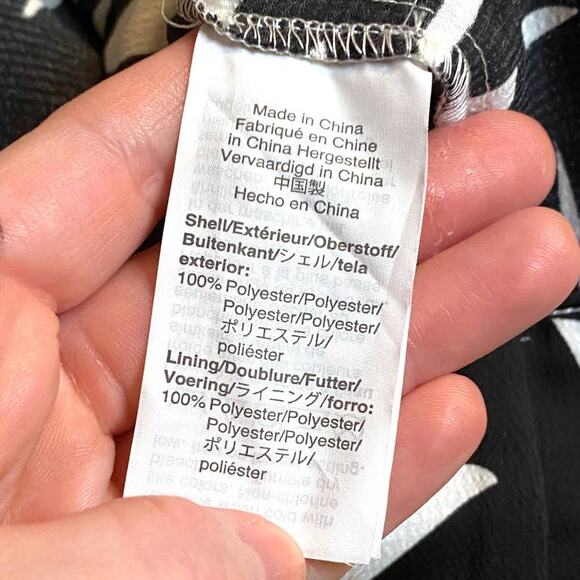 Made in China
Fabriqué en Chine
in China Hergestellt
Vervaardigd in China
中国製
Hecho en China
Shell/Extérieur/Oberstoff/
Buitenkant/シェル/tela
exterior:
100% Polyester/Polyester/
Polyester/Polyester/
ポリエステル/
poliéster
Lining/Doublure/Futter/
Voering/ライニング/forro:
100% Polyester/Polyester/
Polyester/Polyester/
ポリエステル/
poliéster